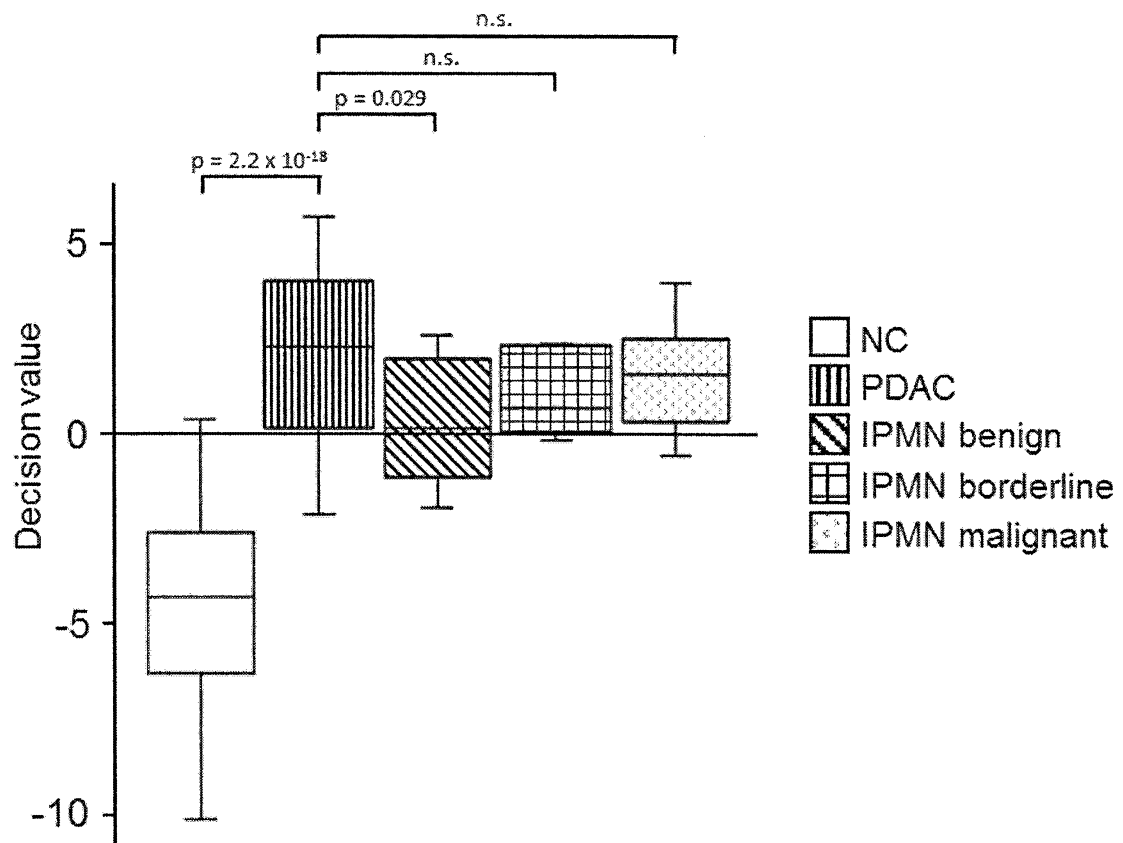 n.s.
n.s.
p = 0.029
p = 2.2 x 10⁻¹⁸
5
0
-5
-10
Decision value
NC
PDAC
IPMN benign
IPMN borderline
IPMN malignant